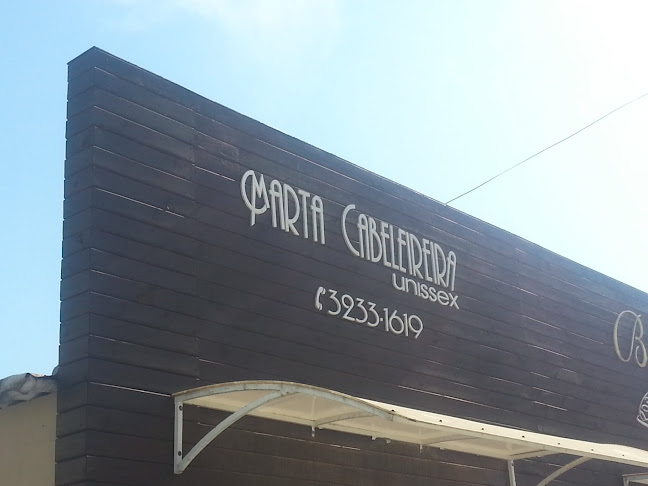 Marta Cabeleireira
unissex
3233-1619
B